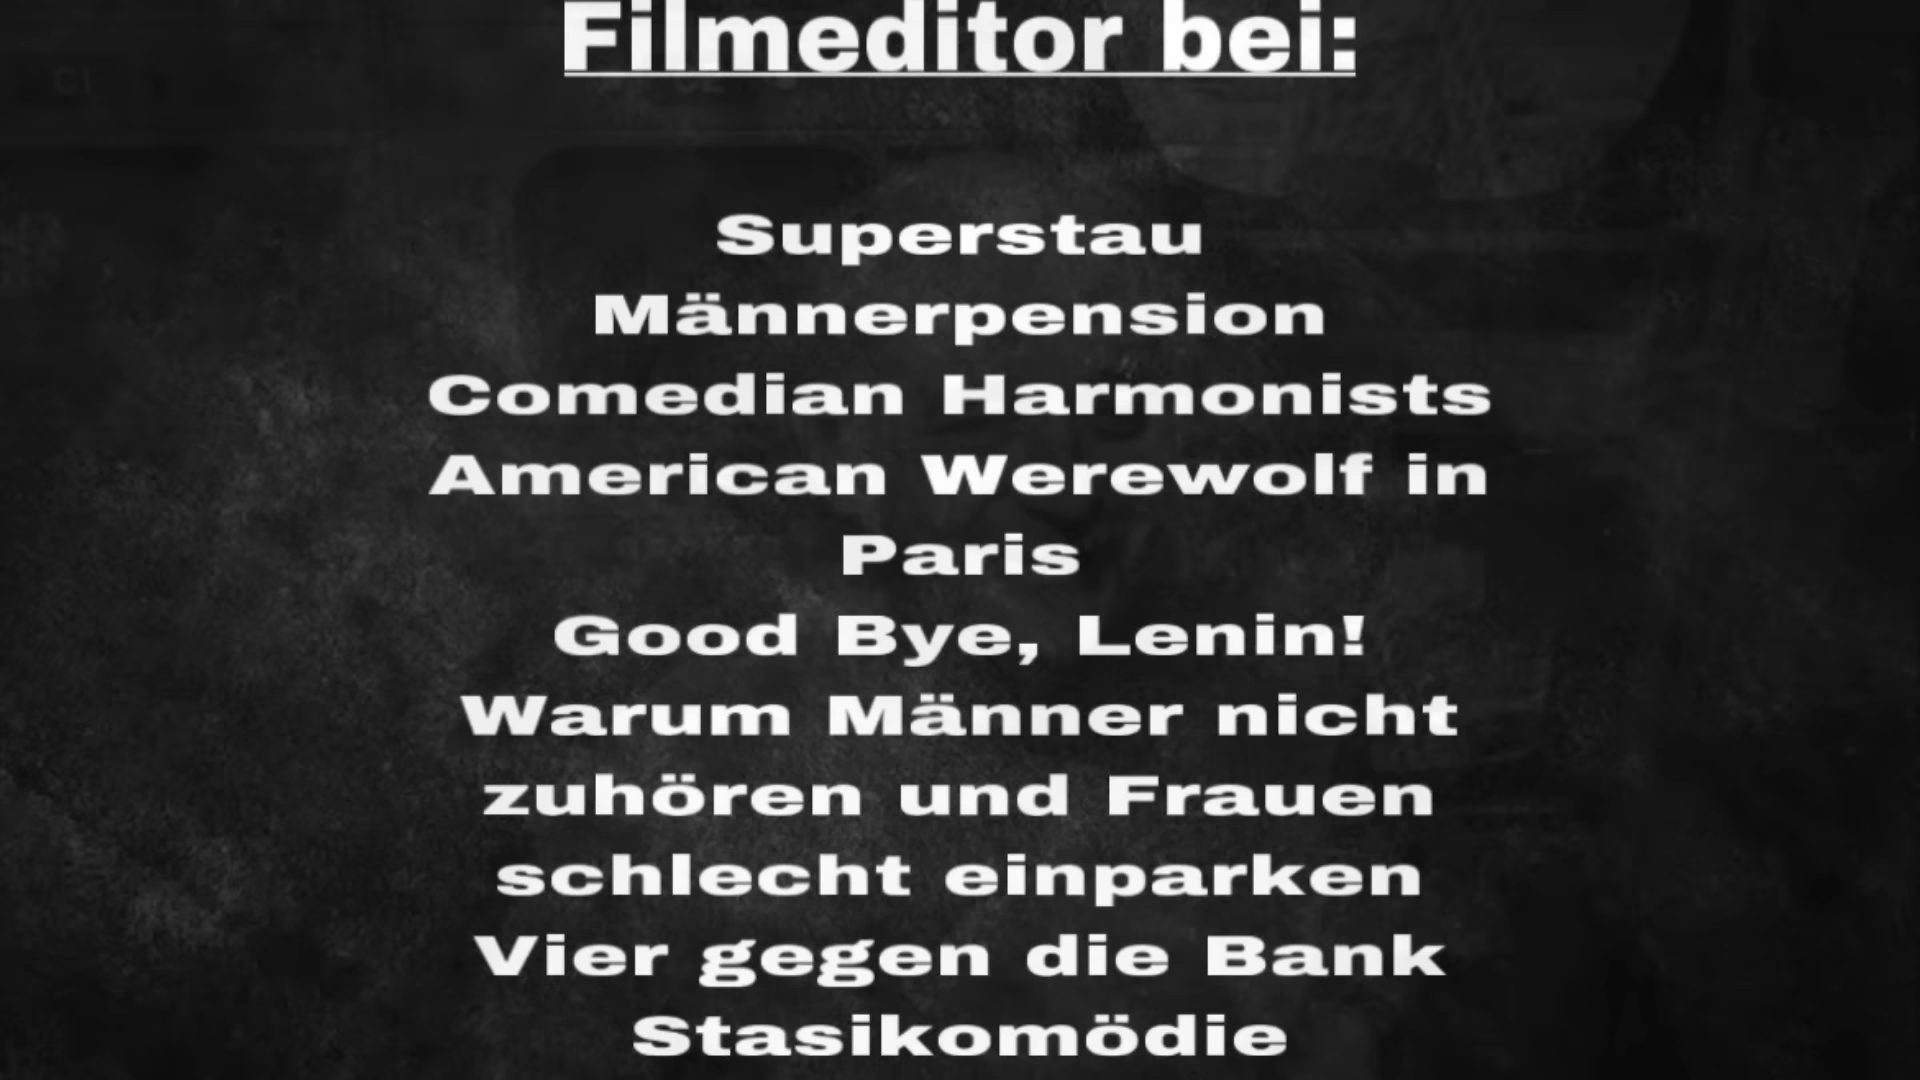 Filmeditor bei:
Superstau
Männerpension
Comedian Harmonists
American Werewolf in
Paris
Good Bye, Lenin!
Warum Männer nicht
zuhören und Frauen
schlecht einparken
Vier gegen die Bank
Stasikomödie